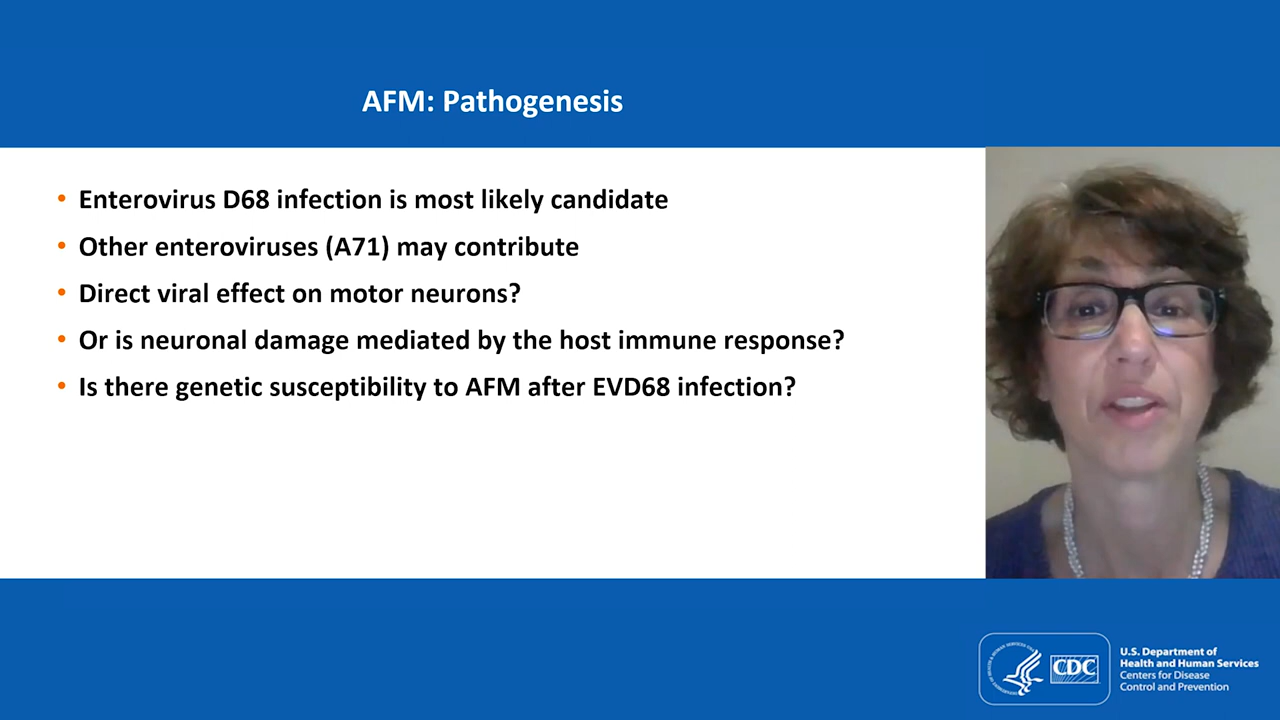 AFM: Pathogenesis
• Enterovirus D68 infection is most likely candidate
• Other enteroviruses (A71) may contribute
• Direct viral effect on motor neurons?
• Or is neuronal damage mediated by the host immune response?
• Is there genetic susceptibility to AFM after EVD68 infection?
CDC
U.S. Department of
Health and Human Services
Centers for Disease
Control and Prevention